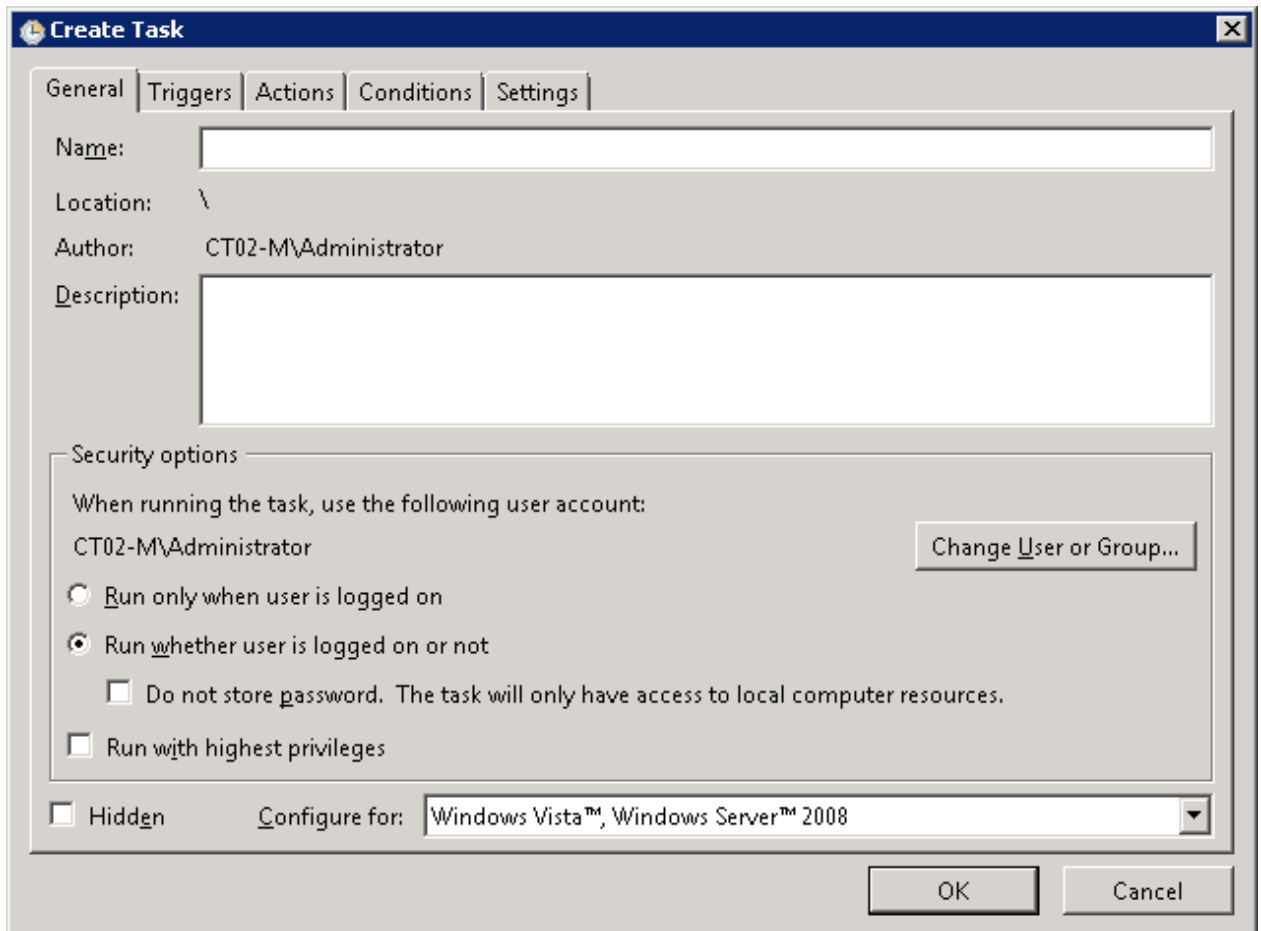 Create Task
General Triggers Actions Conditions Settings
Name:
Location: \
Author: CT02-M\Administrator
Description:
Security options
When running the task, use the following user account:
CT02-M\Administrator Change User or Group...
Run only when user is logged on
Run whether user is logged on or not
Do not store password. The task will only have access to local computer resources.
Run with highest privileges
Hidden Configure for: Windows Vista™, Windows Server™ 2008
OK Cancel